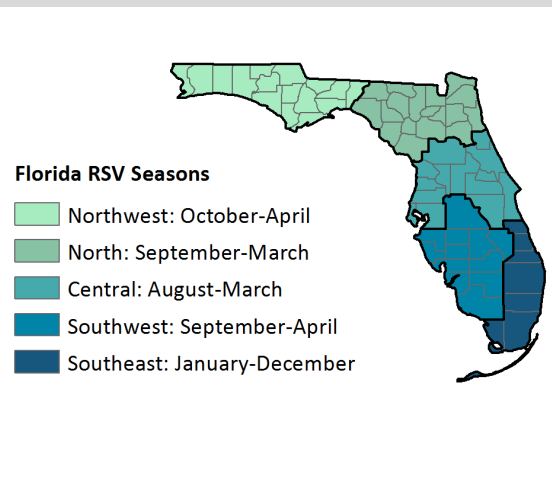 Florida RSV Seasons
Northwest: October-April
North: September-March
Central: August-March
Southwest: September-April
Southeast: January-December